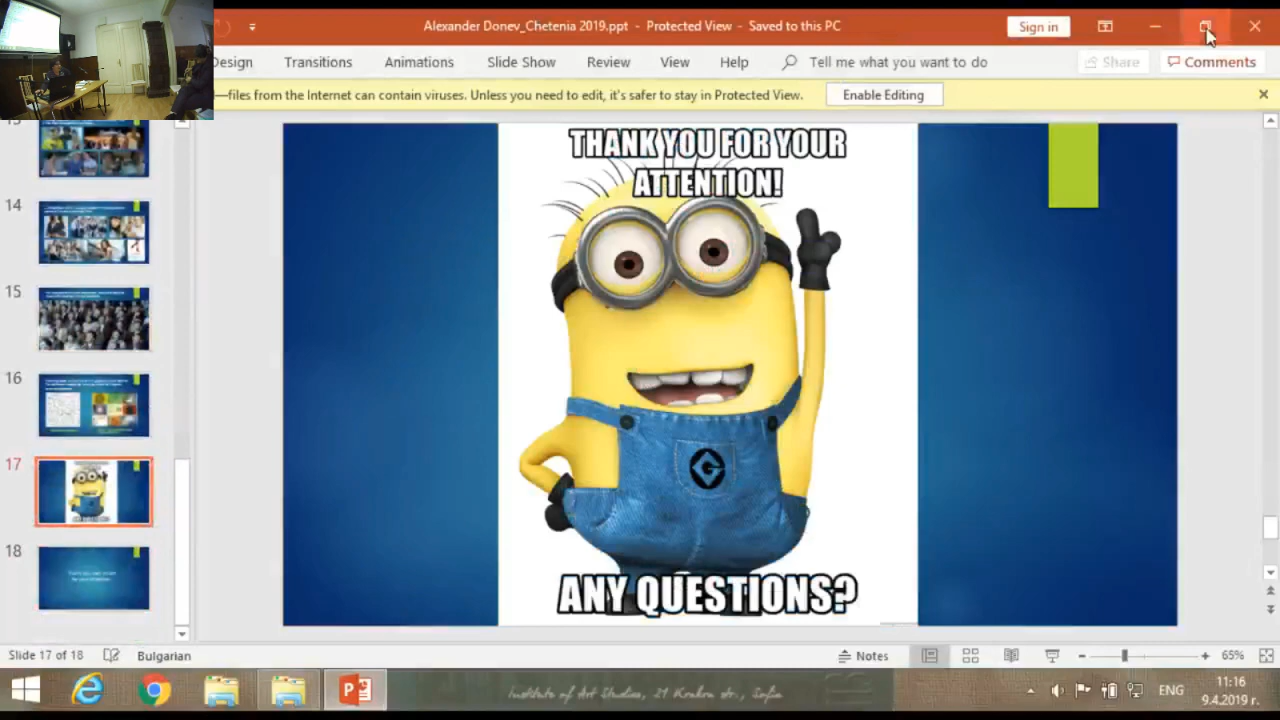 Alexander Donev_Chetenia 2019.ppt - Protected View - Saved to this PC
Sign in
Design Transitions Animations Slide Show Review View Help Tell me what you want to do Share Comments
—files from the Internet can contain viruses. Unless you need to edit, it's safer to stay in Protected View. Enable Editing
14
15
16
17
18
THANK YOU FOR YOUR
ATTENTION!
ANY QUESTIONS?
Slide 17 of 18 Bulgarian Notes 65%
Institute of Art Studies, 21 Krakra str., Sofia
ENG
11:16
9.4.2019 г.